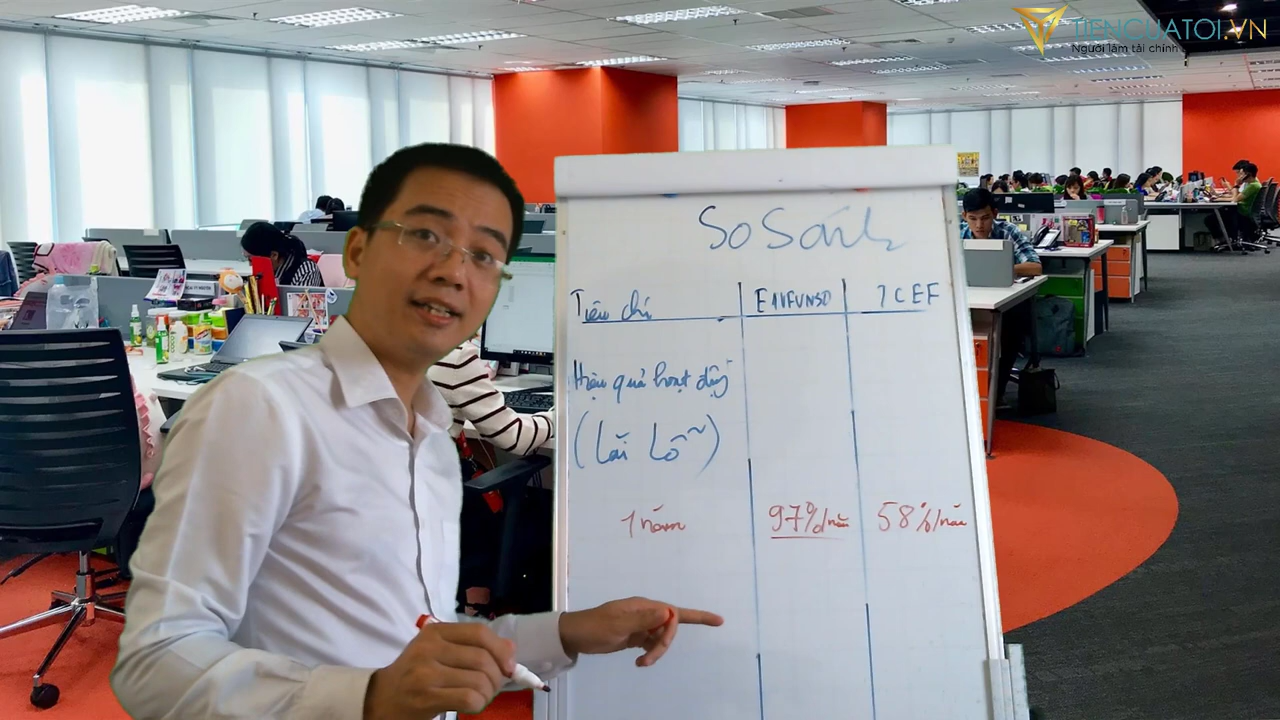 TIENCUATOI.VN
Người làm tài chính
So Sánh
Tiêu chí E1VFVN30 TCEF
Hiệu quả hoạt động
(Lãi Lỗ)
1 năm 97%/năm 58%/năm